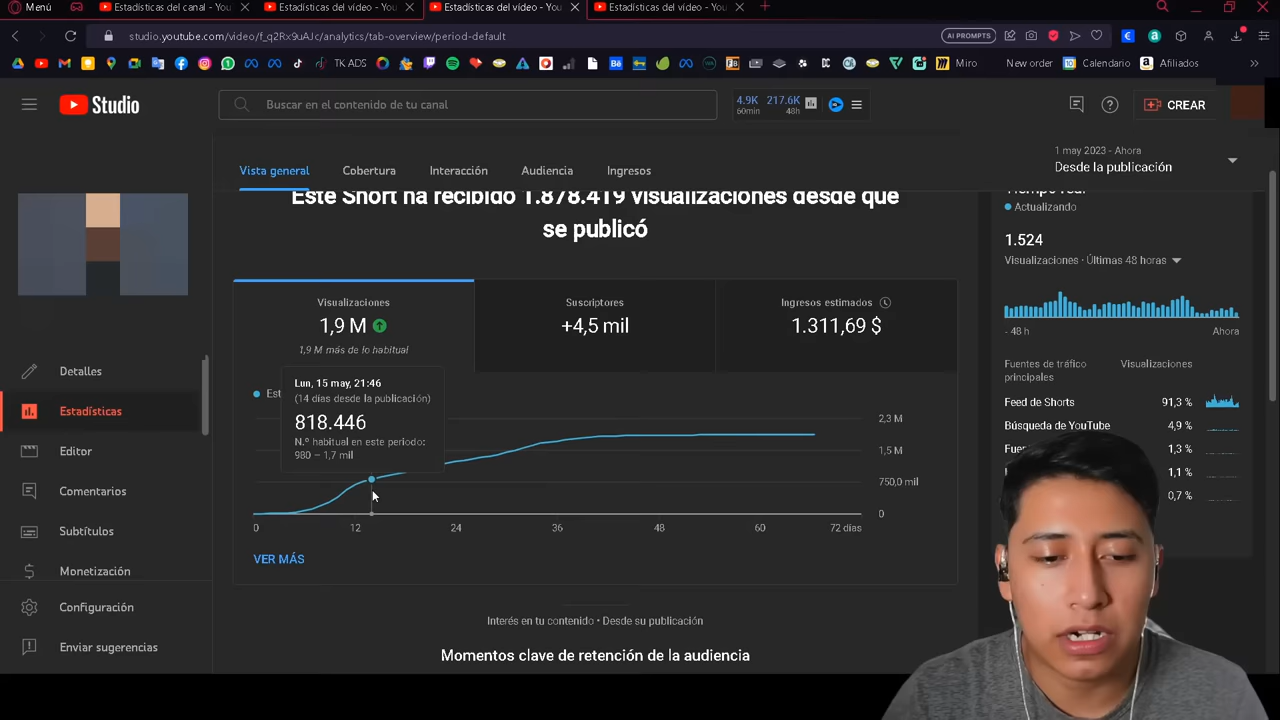 Menú
Estadísticas del canal - You
Estadísticas del vídeo - You
Estadísticas del vídeo - You
Estadísticas del vídeo - You
studio.youtube.com/video/f_q2Rx9uAJc/analytics/tab-overview/period-default
AI PROMPTS
TK ADS
Miro
New order
Calendario
Afiliados
Studio
Buscar en el contenido de tu canal
4.9K 217.6K
60min 48h
CREAR
Vista general
Cobertura
Interacción
Audiencia
Ingresos
1 may 2023 - Ahora
Desde la publicación
Este Short ha recibido 1.878.419 visualizaciones desde que
se publicó
Visualizaciones
1,9 M
1,9 M más de lo habitual
Suscriptores
+4,5 mil
Ingresos estimados
1.311,69 $
Lun, 15 may, 21:46
(14 días desde la publicación)
818.446
N.º habitual en este periodo:
980 – 1,7 mil
2,3 M
1,5 M
750,0 mil
0
0 12 24 36 48 60 72 días
VER MÁS
Interés en tu contenido • Desde su publicación
Momentos clave de retención de la audiencia
Tiempo real
Actualizando
1.524
Visualizaciones · Últimas 48 horas
- 48 h
Ahora
Fuentes de tráfico
principales
Visualizaciones
Feed de Shorts 91,3 %
Búsqueda de YouTube 4,9 %
1,3 %
1,1 %
0,7 %
Detalles
Estadísticas
Editor
Comentarios
Subtítulos
Monetización
Configuración
Enviar sugerencias